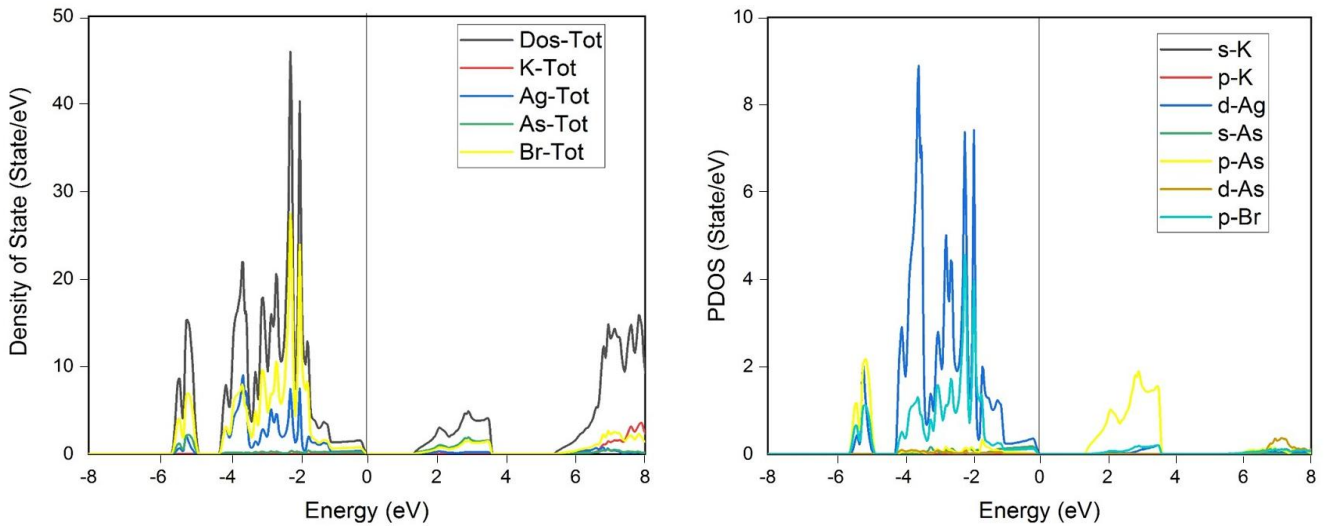 50
40
30
20
10
0
Density of State (State/eV)
Dos-Tot
K-Tot
Ag-Tot
As-Tot
Br-Tot
-8 -6 -4 -2 0 2 4 6 8
Energy (eV)
10
8
6
4
2
0
PDOS (State/eV)
s-K
p-K
d-Ag
s-As
p-As
d-As
p-Br
-8 -6 -4 -2 0 2 4 6 8
Energy (eV)